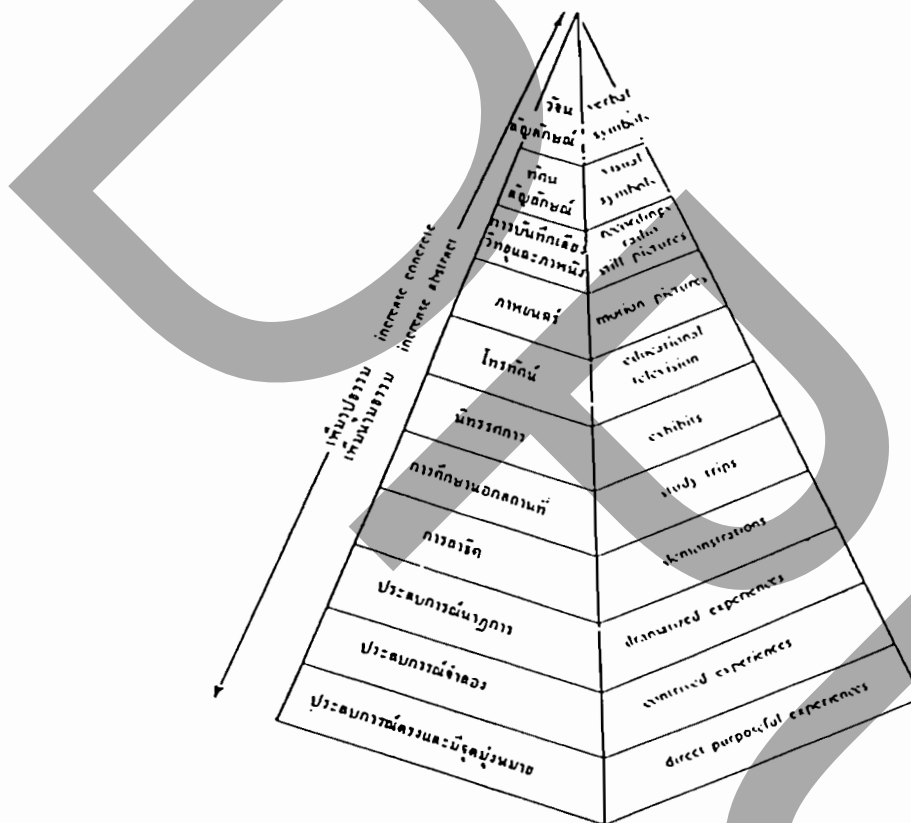 วจน
สัญลักษณ์
verbal
symbols
ทัศน
สัญลักษณ์
visual
symbols
การบันทึกเสียง
วิทยุและภาพนิ่ง
recordings
radio
still pictures
ภาพยนตร์
motion pictures
โทรทัศน์
educational
television
นิทรรศการ
exhibits
การศึกษานอกสถานที่
study trips
การสาธิต
demonstrations
ประสบการณ์นาฏการ
dramatized experiences
ประสบการณ์จำลอง
contrived experiences
ประสบการณ์ตรงและมีจุดมุ่งหมาย
direct purposful experiences
เพิ่มรูปธรรม increase concrete
เพิ่มนามธรรม increase abstract